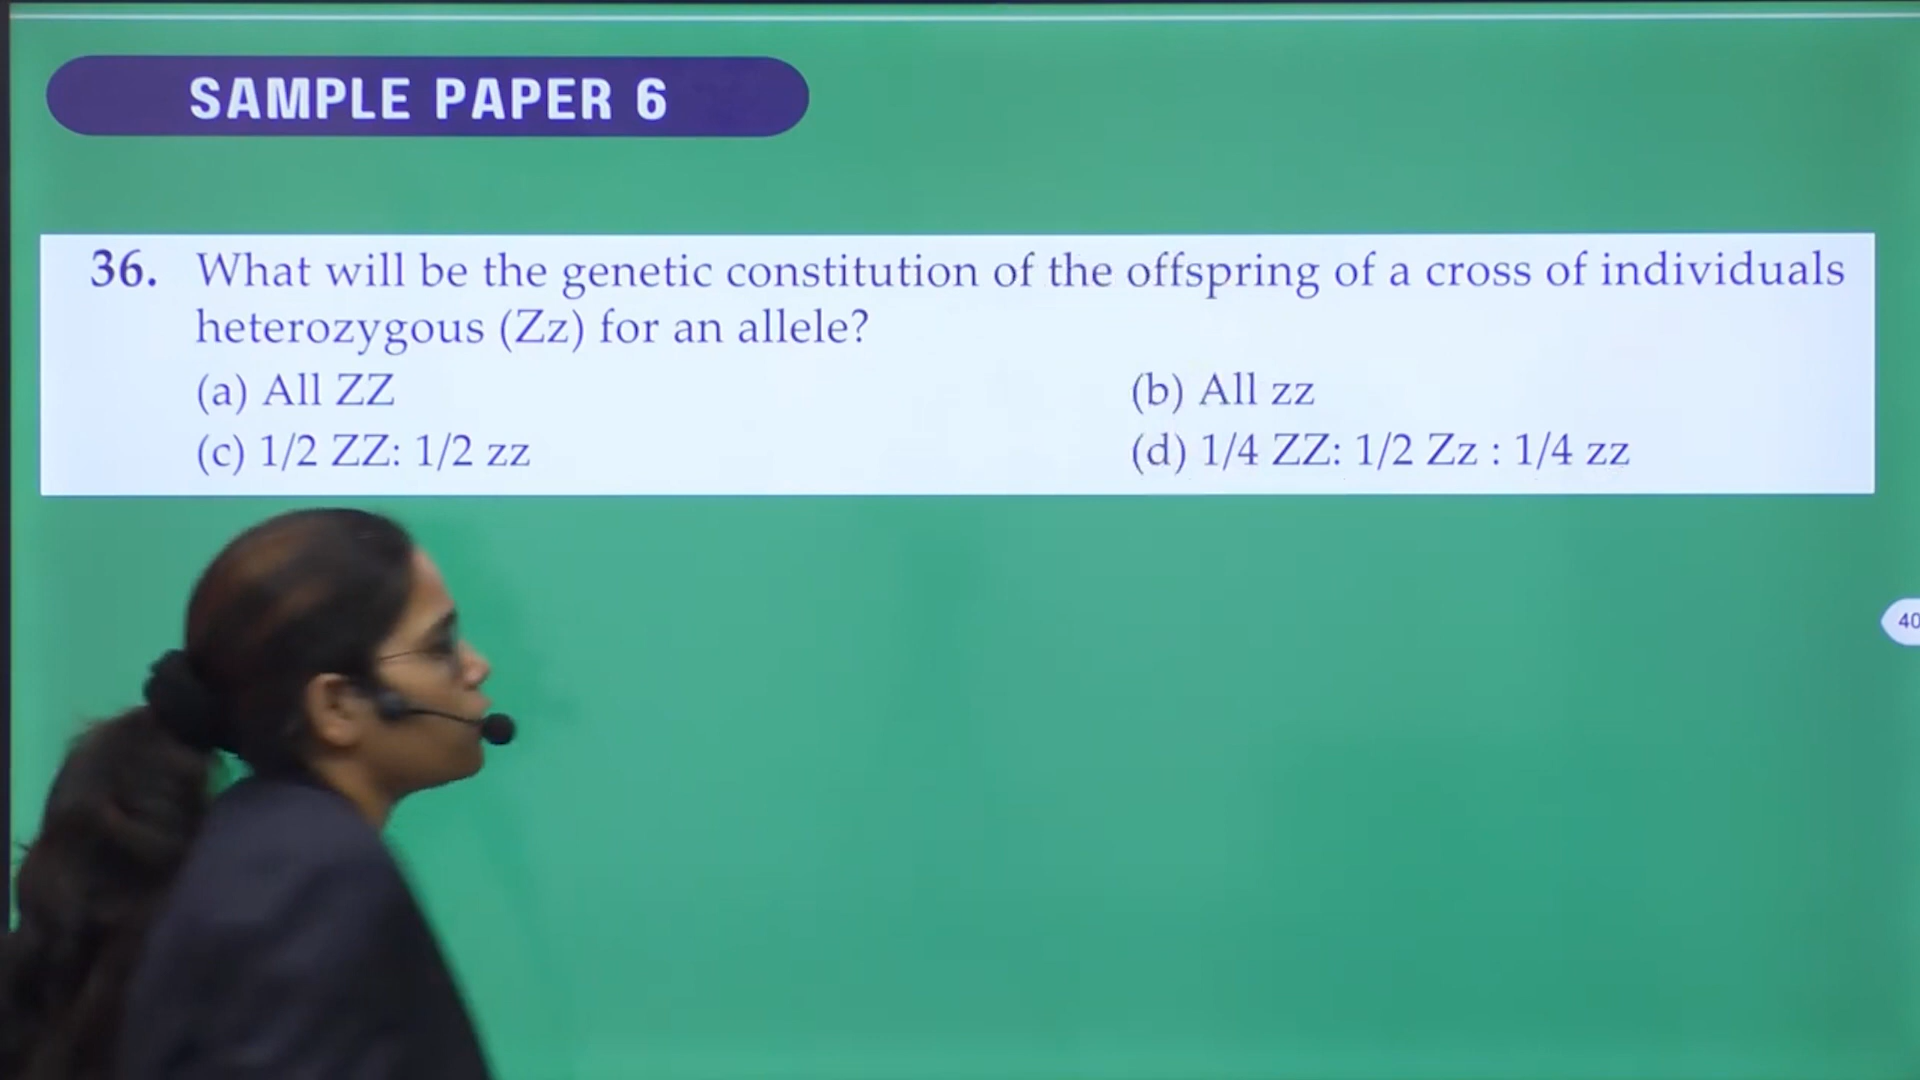 SAMPLE PAPER 6
36. What will be the genetic constitution of the offspring of a cross of individuals
heterozygous (Zz) for an allele?
(a) All ZZ (b) All zz
(c) 1/2 ZZ: 1/2 zz (d) 1/4 ZZ: 1/2 Zz : 1/4 zz
40